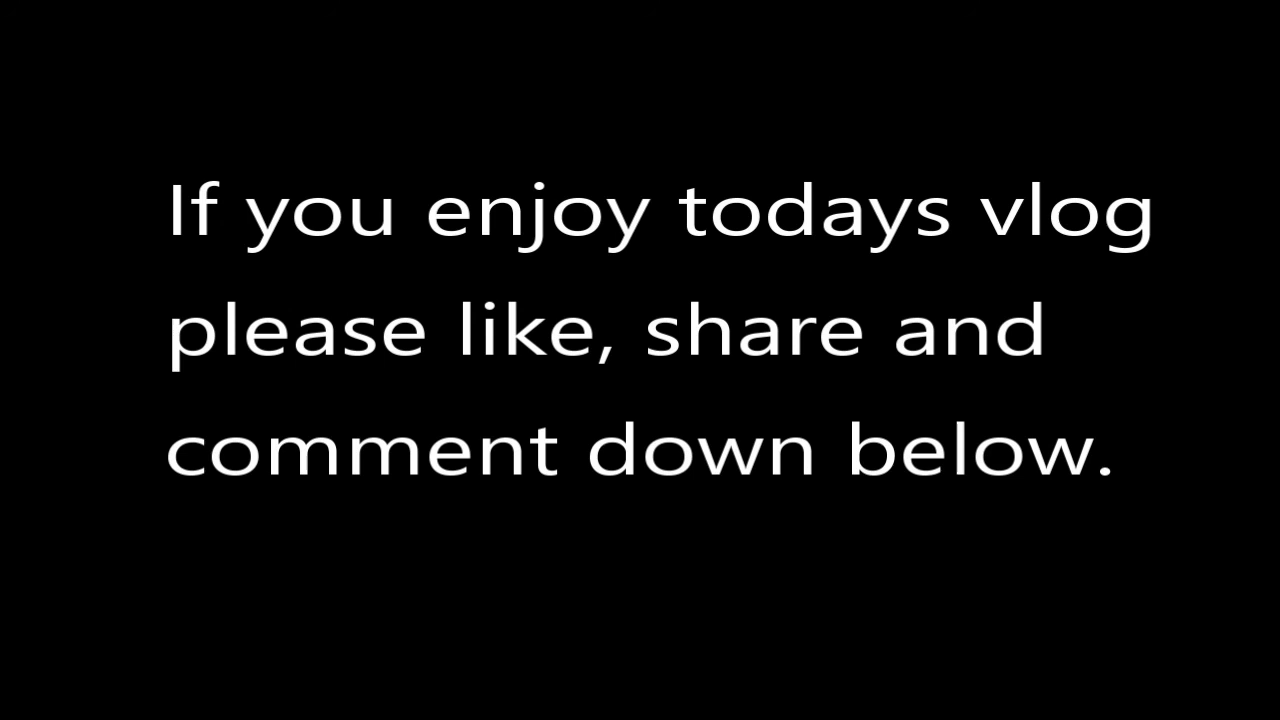 If you enjoy todays vlog
please like, share and
comment down below.